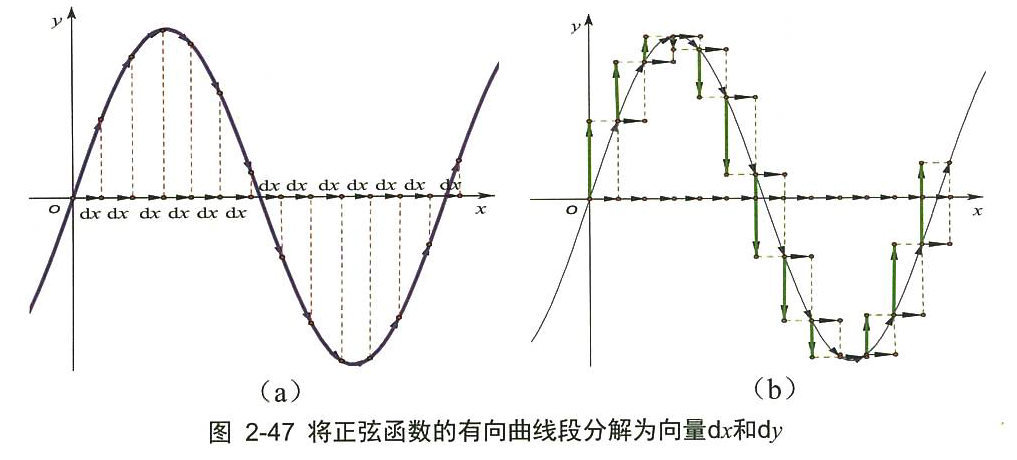 y
y
dx dx dx dx dx dx dx
O
dx dx dx dx dx dx
x
O
x
(a)
(b)
图 2-47 将正弦函数的有向曲线段分解为向量dx和dy